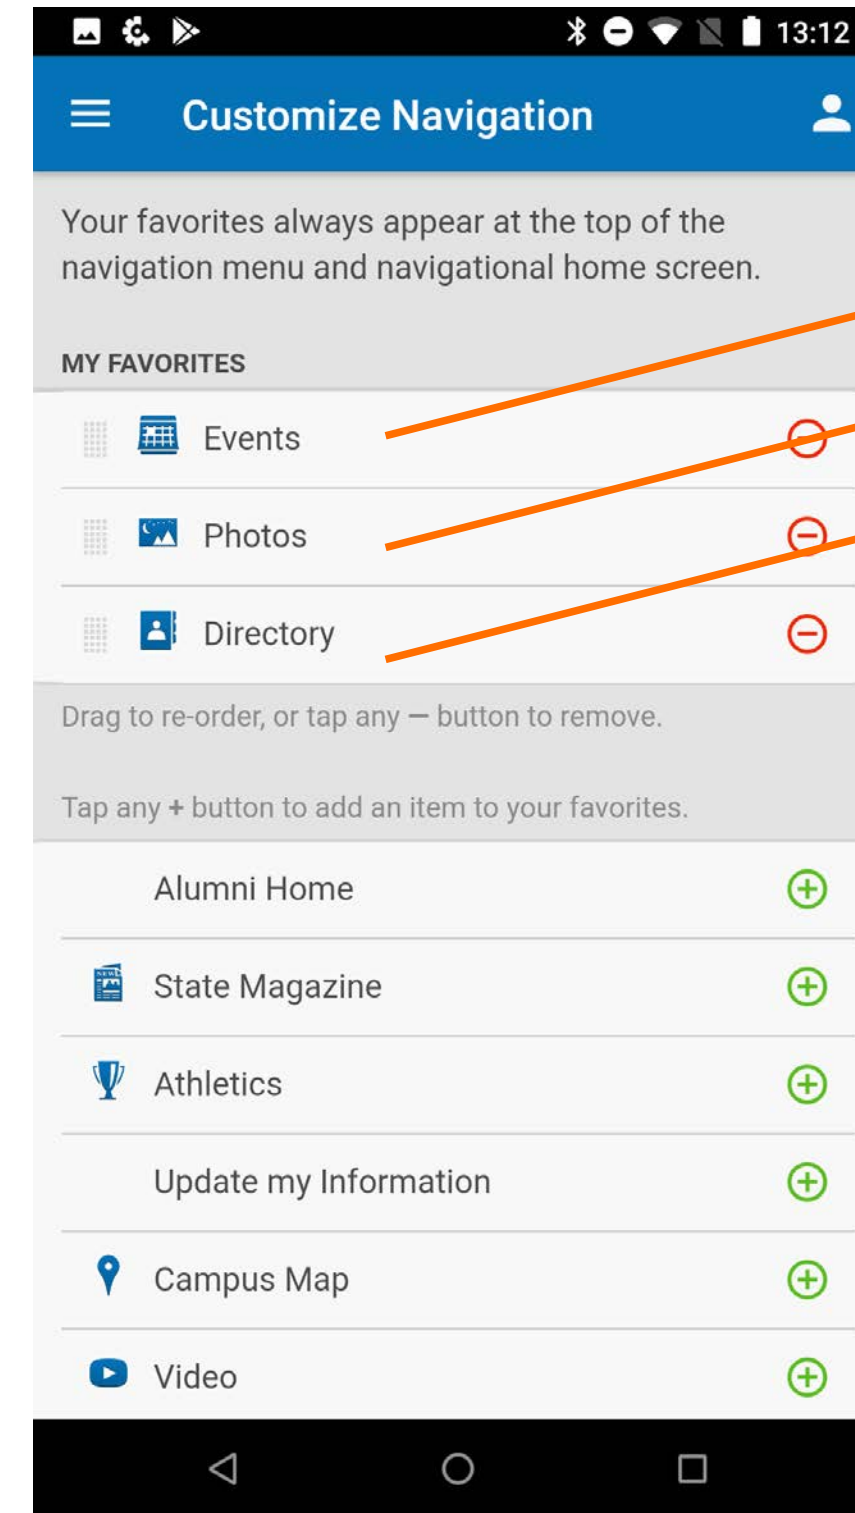 13:12
Customize Navigation
Your favorites always appear at the top of the
navigation menu and navigational home screen.
MY FAVORITES
Events
Photos
Directory
Drag to re-order, or tap any — button to remove.
Tap any + button to add an item to your favorites.
Alumni Home
State Magazine
Athletics
Update my Information
Campus Map
Video